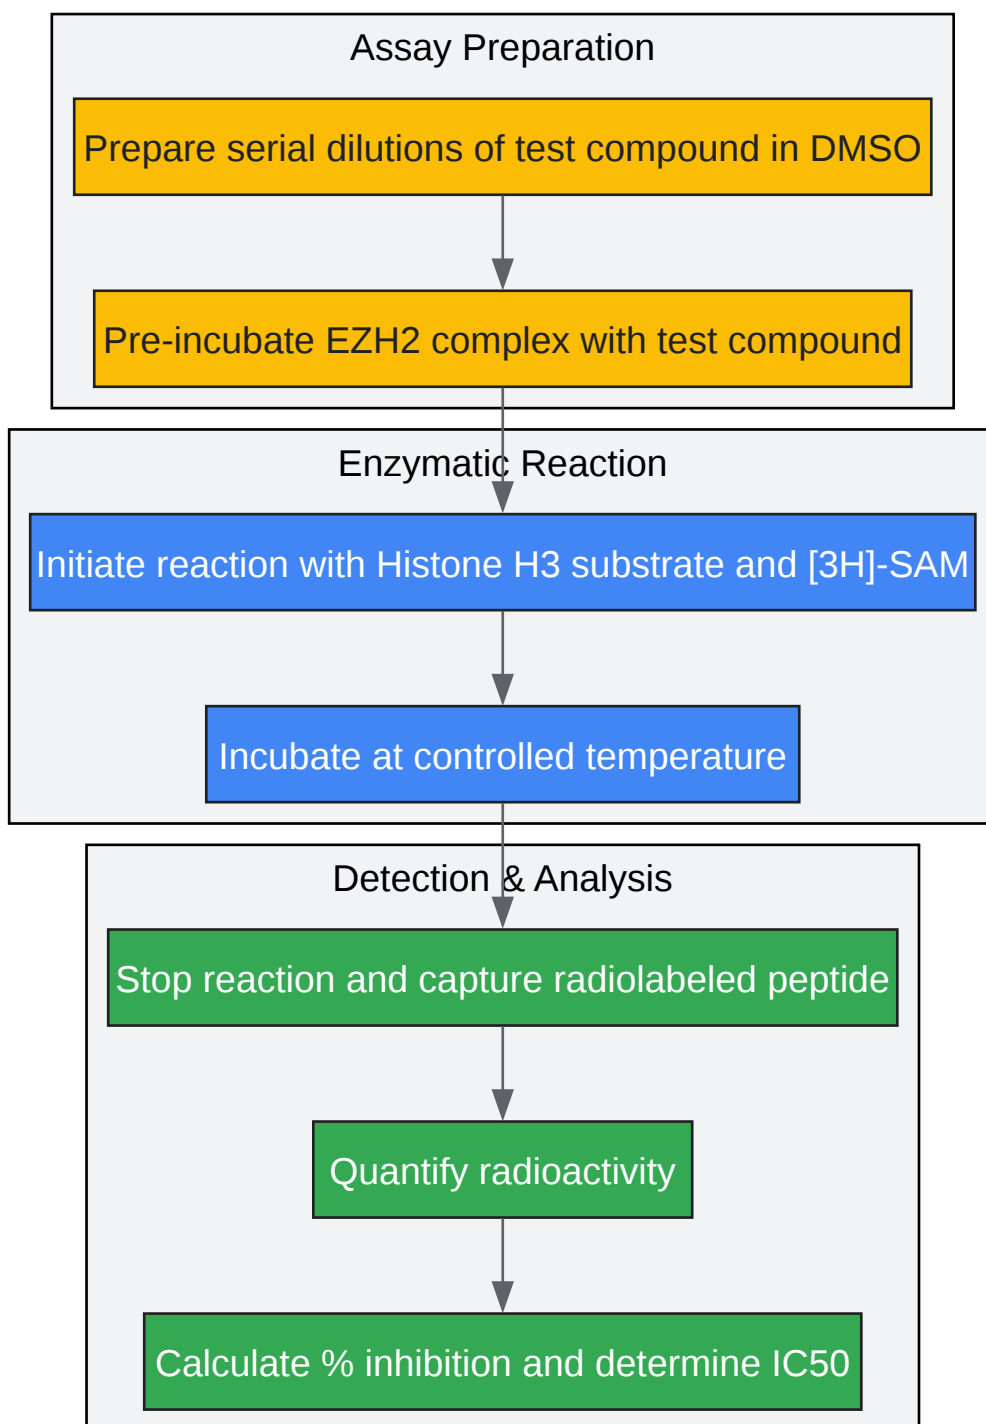 Assay Preparation
Prepare serial dilutions of test compound in DMSO
Pre-incubate EZH2 complex with test compound
Enzymatic Reaction
Initiate reaction with Histone H3 substrate and [3H]-SAM
Incubate at controlled temperature
Detection & Analysis
Stop reaction and capture radiolabeled peptide
Quantify radioactivity
Calculate % inhibition and determine IC50